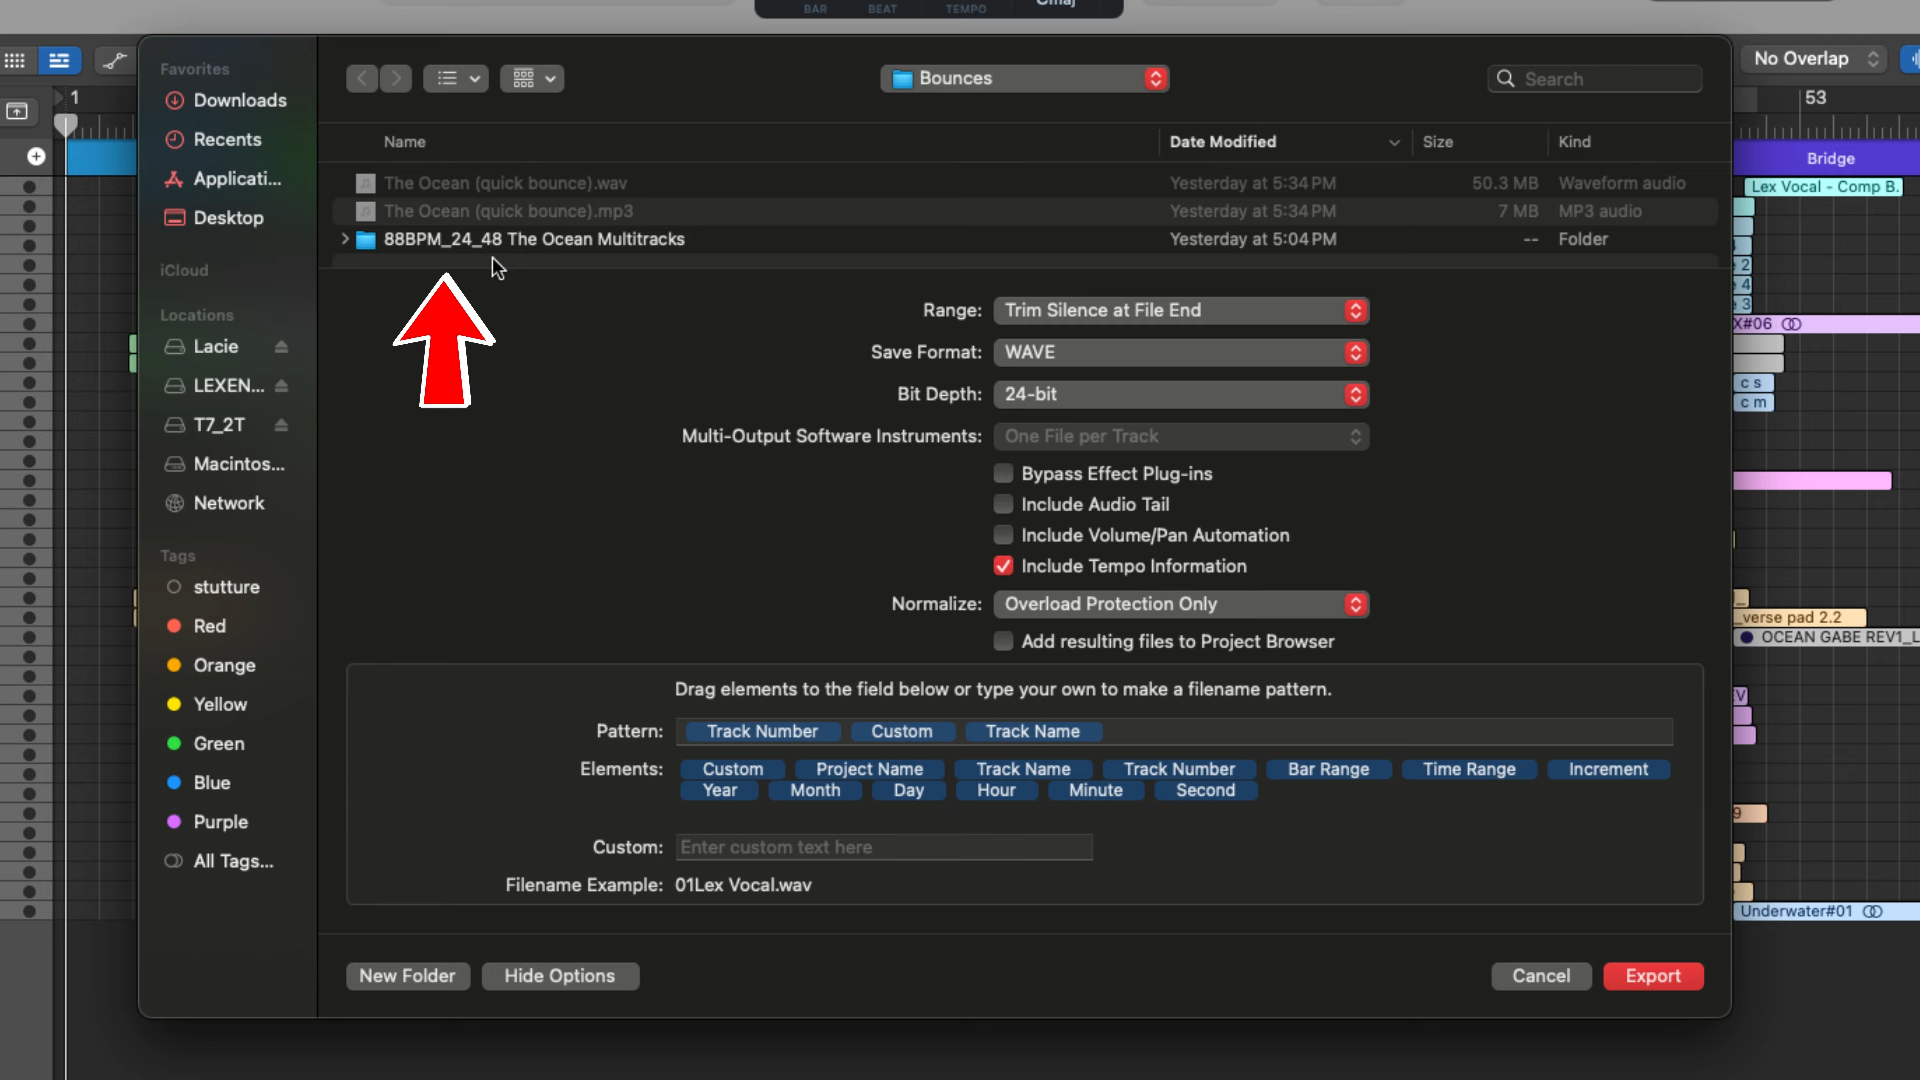 BAR BEAT TEMPO Cmaj
No Overlap
1
53
Bridge
Favorites
Downloads
Recents
Applicati...
Desktop
iCloud
Locations
Lacie
LEXEN...
T7_2T
Macintos...
Network
Tags
stutture
Red
Orange
Yellow
Green
Blue
Purple
All Tags...
Bounces
Search
Name Date Modified Size Kind
The Ocean (quick bounce).wav Yesterday at 5:34 PM 50.3 MB Waveform audio
The Ocean (quick bounce).mp3 Yesterday at 5:34 PM 7 MB MP3 audio
88BPM_24_48 The Ocean Multitracks Yesterday at 5:04 PM -- Folder
Range: Trim Silence at File End
Save Format: WAVE
Bit Depth: 24-bit
Multi-Output Software Instruments: One File per Track
Bypass Effect Plug-ins
Include Audio Tail
Include Volume/Pan Automation
Include Tempo Information
Normalize: Overload Protection Only
Add resulting files to Project Browser
Drag elements to the field below or type your own to make a filename pattern.
Pattern: Track Number Custom Track Name
Elements: Custom Project Name Track Name Track Number Bar Range Time Range Increment
Year Month Day Hour Minute Second
Custom: Enter custom text here
Filename Example: 01Lex Vocal.wav
New Folder Hide Options Cancel Export
Lex Vocal - Comp B.
2
4
3
X#06
c s
c m
_verse pad 2.2
OCEAN GABE REV1_L
9
Underwater#01